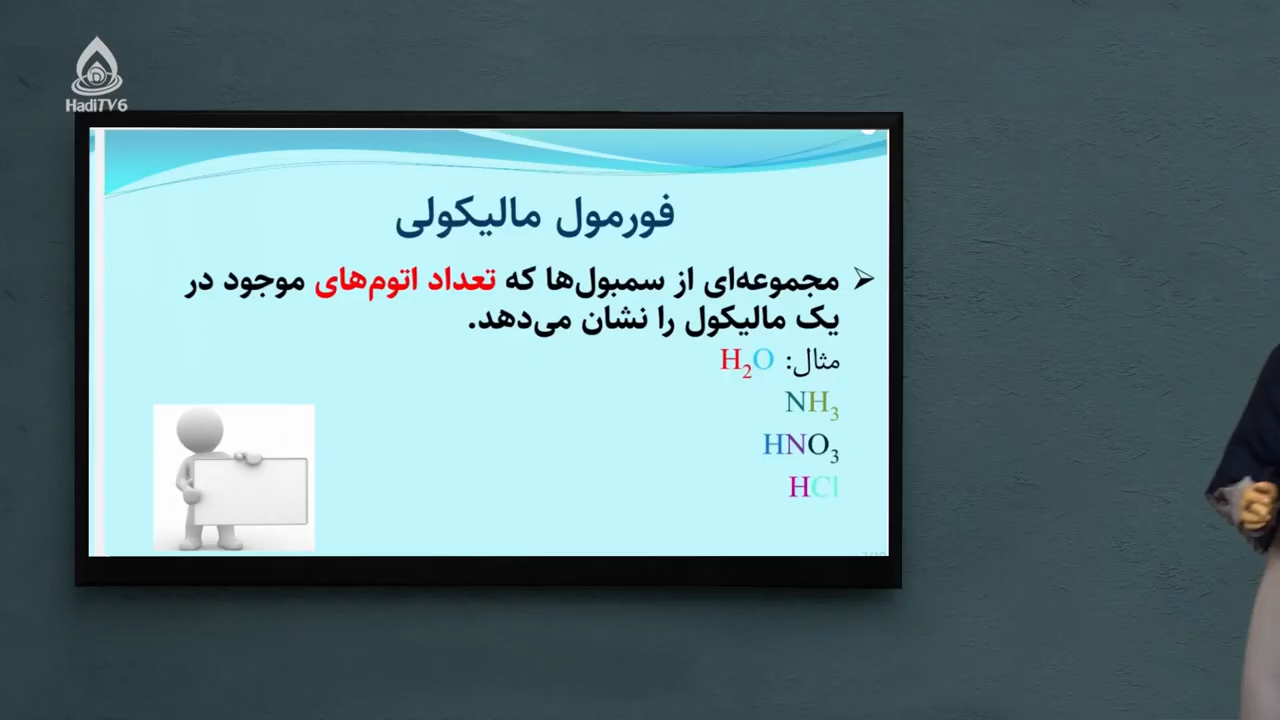 HadiTV6
فورمول مالیکولی
مجموعه‌ای از سمبول‌ها که تعداد اتوم‌های موجود در
یک مالیکول را نشان می‌دهد.
مثال: H₂O
NH₃
HNO₃
HCl